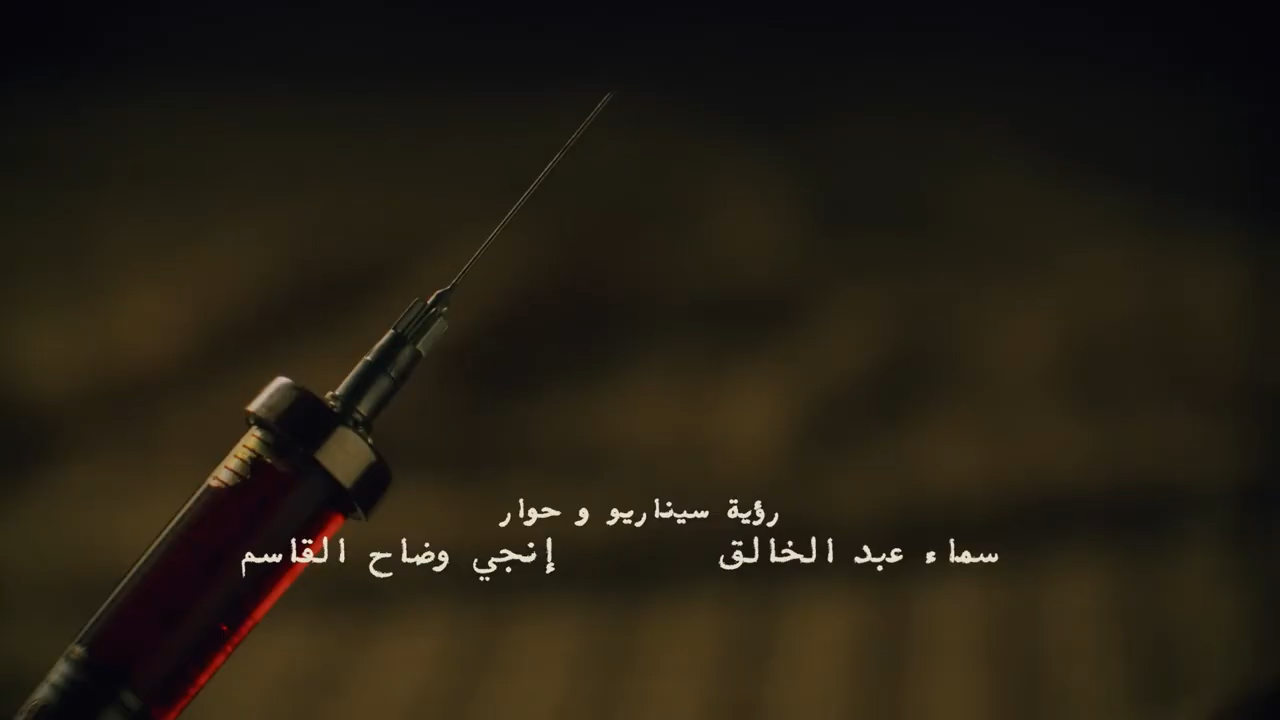 رؤية سيناريو و حوار
سماء عبد الخالق إنجي وضاح القاسم